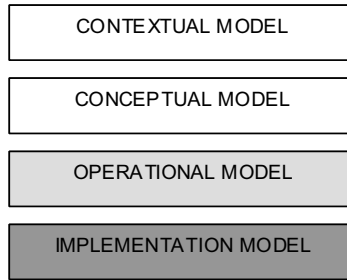 CONTEXTUAL MODEL
CONCEPTUAL MODEL
OPERATIONAL MODEL
IMPLEMENTATION MODEL